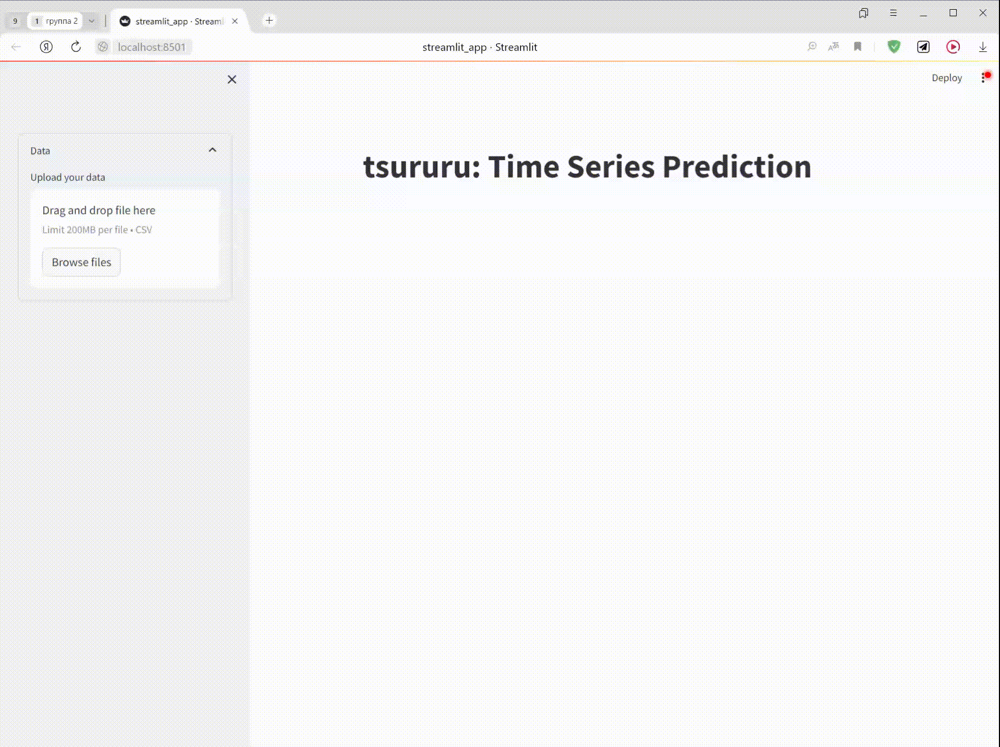 9
1 группа 2
streamlit_app · Streaml
localhost:8501
streamlit_app · Streamlit
Deploy
Data
Upload your data
Drag and drop file here
Limit 200MB per file • CSV
Browse files
tsururu: Time Series Prediction